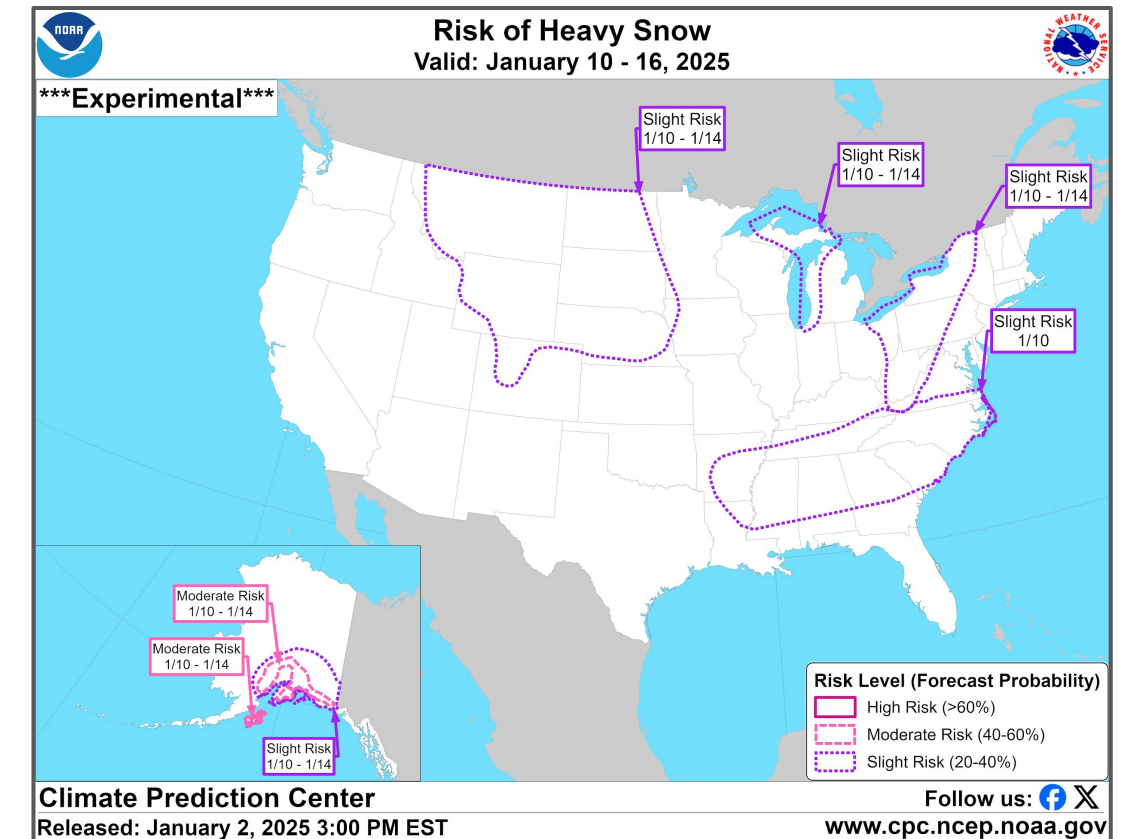 NOAA
Risk of Heavy Snow
Valid: January 10 - 16, 2025
NATIONAL WEATHER SERVICE
***Experimental***
Slight Risk
1/10 - 1/14
Slight Risk
1/10 - 1/14
Slight Risk
1/10 - 1/14
Slight Risk
1/10
Moderate Risk
1/10 - 1/14
Moderate Risk
1/10 - 1/14
Slight Risk
1/10 - 1/14
Risk Level (Forecast Probability)
High Risk (>60%)
Moderate Risk (40-60%)
Slight Risk (20-40%)
Climate Prediction Center
Follow us:
Released: January 2, 2025 3:00 PM EST
www.cpc.ncep.noaa.gov